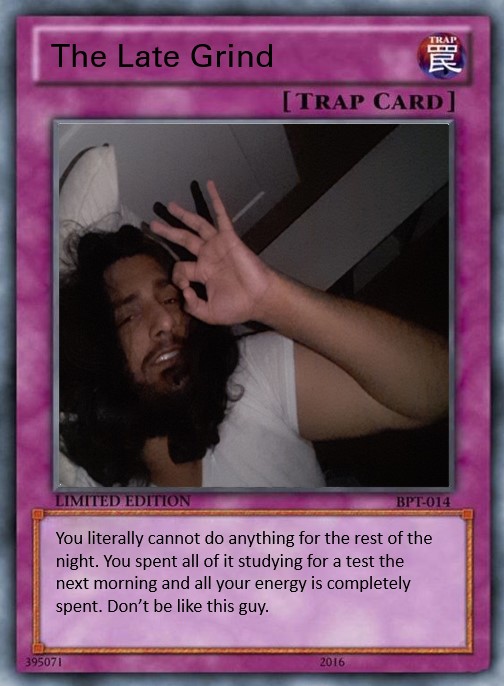 The Late Grind
TRAP
罠
[TRAP CARD]
LIMITED EDITION
BPT-014
You literally cannot do anything for the rest of the
night. You spent all of it studying for a test the
next morning and all your energy is completely
spent. Don’t be like this guy.
395071
2016